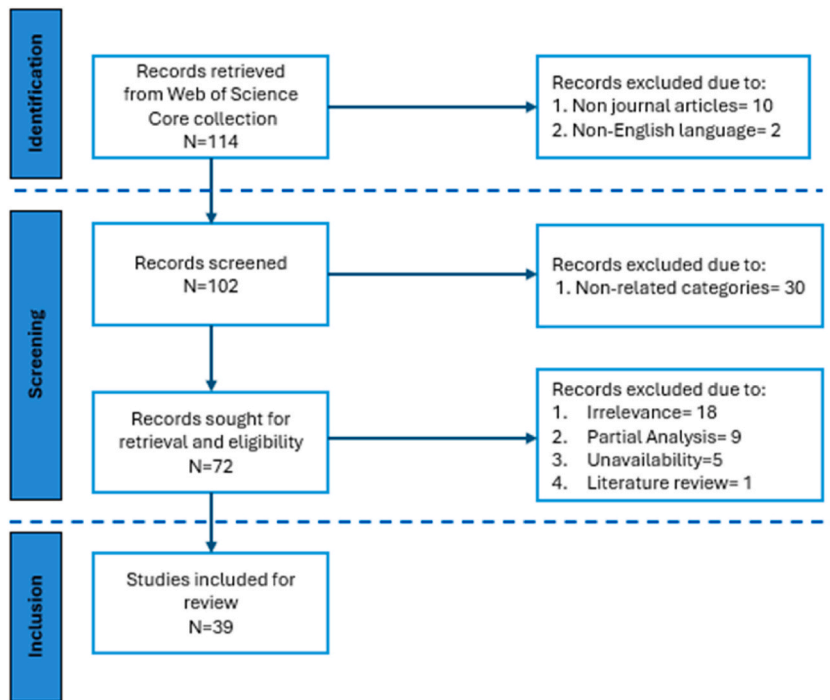 Identification
Records retrieved
from Web of Science
Core collection
N=114
Records excluded due to:
1. Non journal articles= 10
2. Non-English language= 2
Screening
Records screened
N=102
Records excluded due to:
1. Non-related categories= 30
Records sought for
retrieval and eligibility
N=72
Records excluded due to:
1. Irrelevance= 18
2. Partial Analysis= 9
3. Unavailability=5
4. Literature review= 1
Inclusion
Studies included for
review
N=39